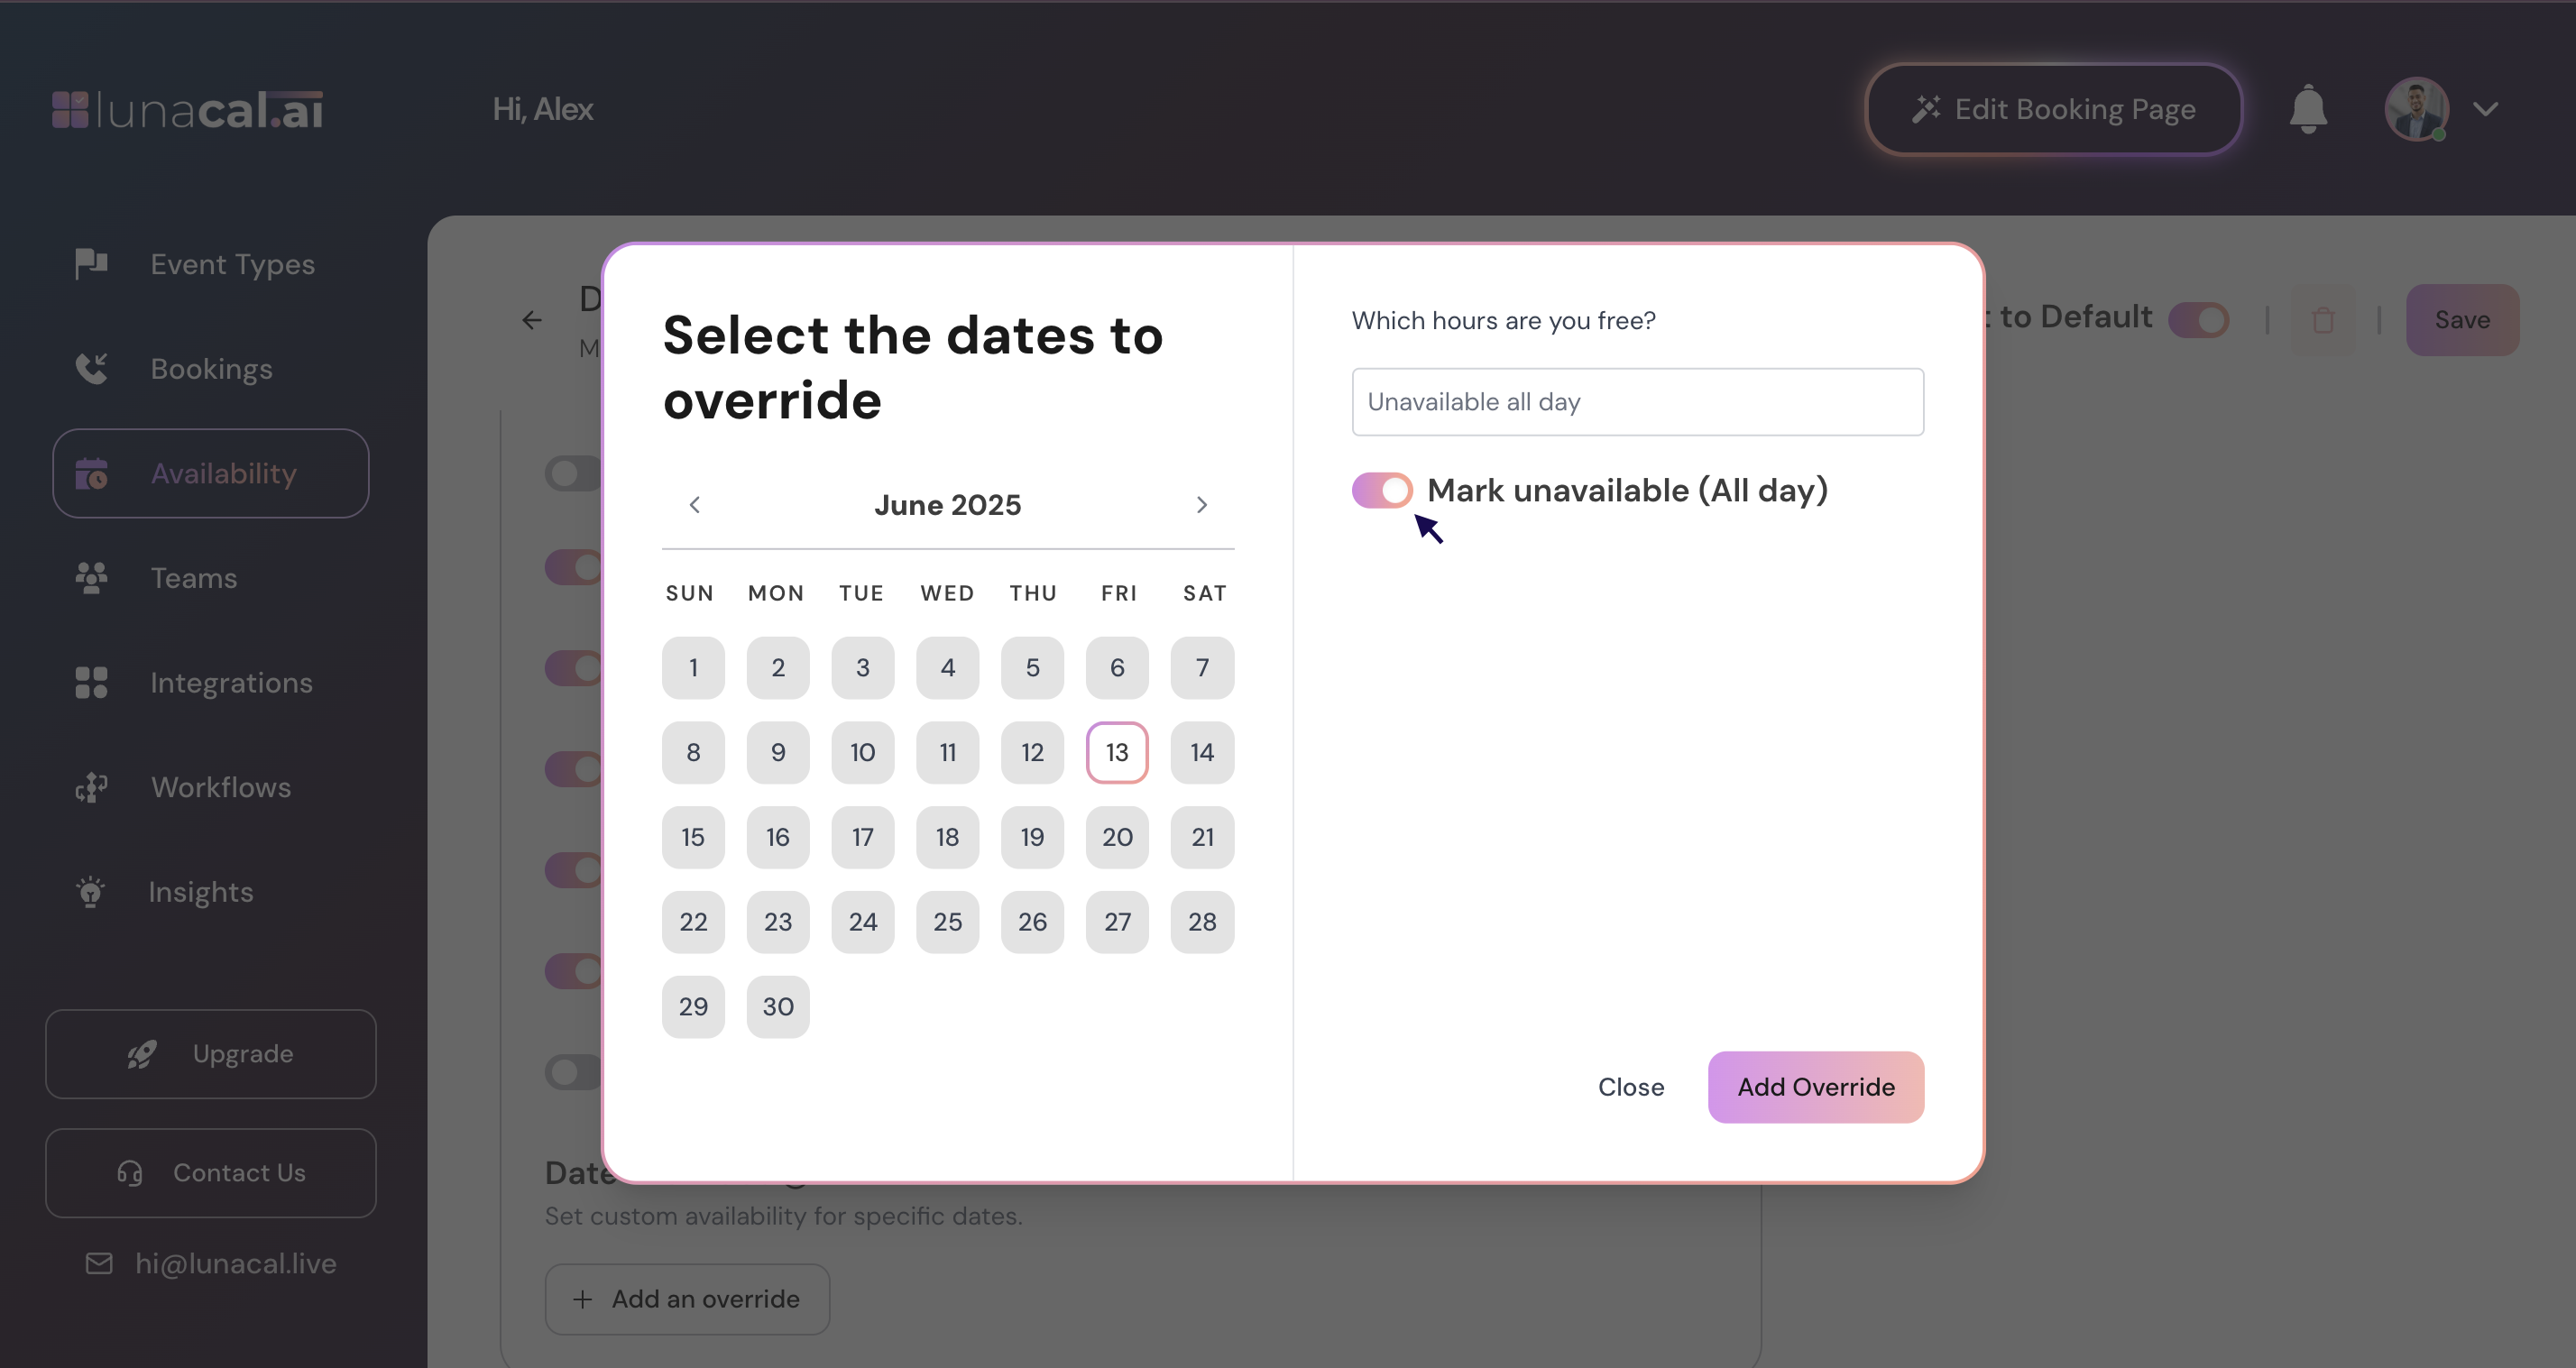 lunacal.ai
Hi, Alex
Edit Booking Page
Event Types
Bookings
Availability
Teams
Integrations
Workflows
Insights
Upgrade
Contact Us
hi@lunacal.live
to Default
Save
Select the dates to
override
June 2025
SUN MON TUE WED THU FRI SAT
1 2 3 4 5 6 7
8 9 10 11 12 13 14
15 16 17 18 19 20 21
22 23 24 25 26 27 28
29 30
Which hours are you free?
Unavailable all day
Mark unavailable (All day)
Close
Add Override
Date
Set custom availability for specific dates.
Add an override